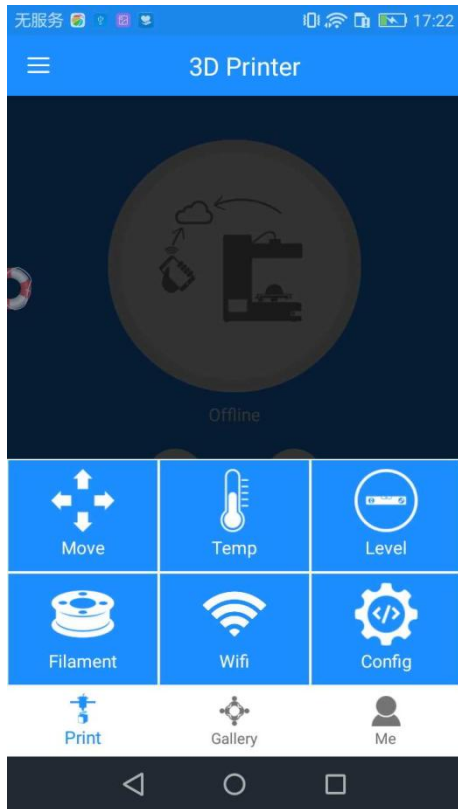 无服务 17:22
3D Printer
Offline
Move Temp Level
Filament Wifi Config
Print Gallery Me